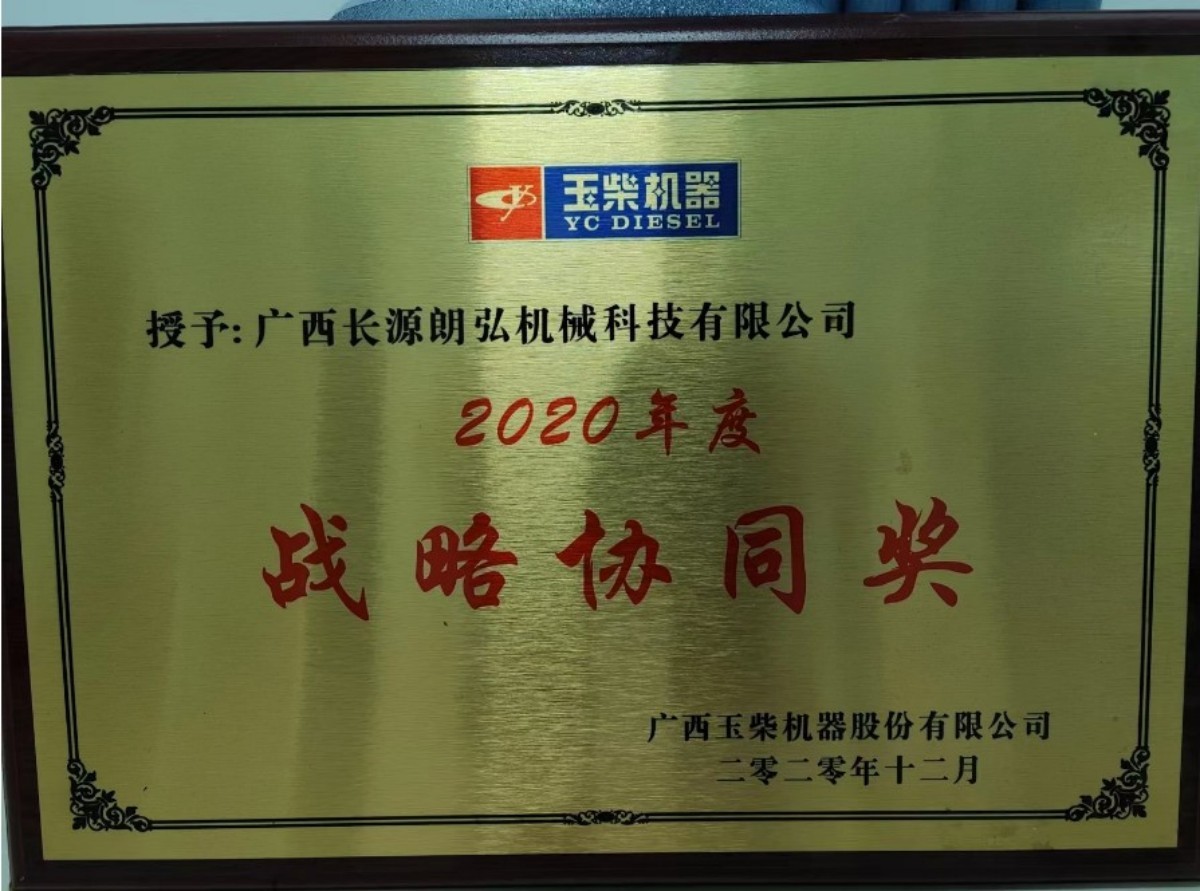 玉柴机器
YC DIESEL
授予:广西长源朗弘机械科技有限公司
2020年度
战略协同奖
广西玉柴机器股份有限公司
二零二零年十二月